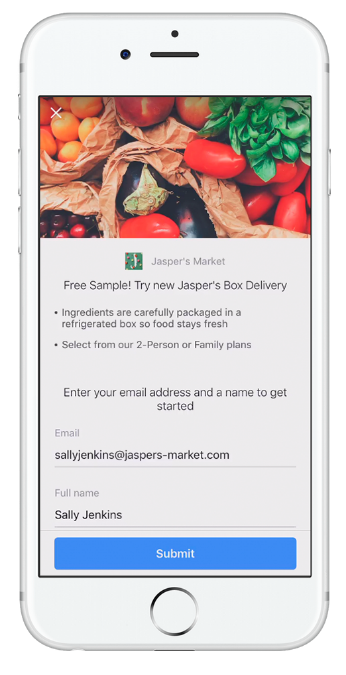 Jasper's Market
Free Sample! Try new Jasper's Box Delivery
• Ingredients are carefully packaged in a
refrigerated box so food stays fresh
• Select from our 2-Person or Family plans
Enter your email address and a name to get
started
Email
sallyjenkins@jaspers-market.com
Full name
Sally Jenkins
Submit